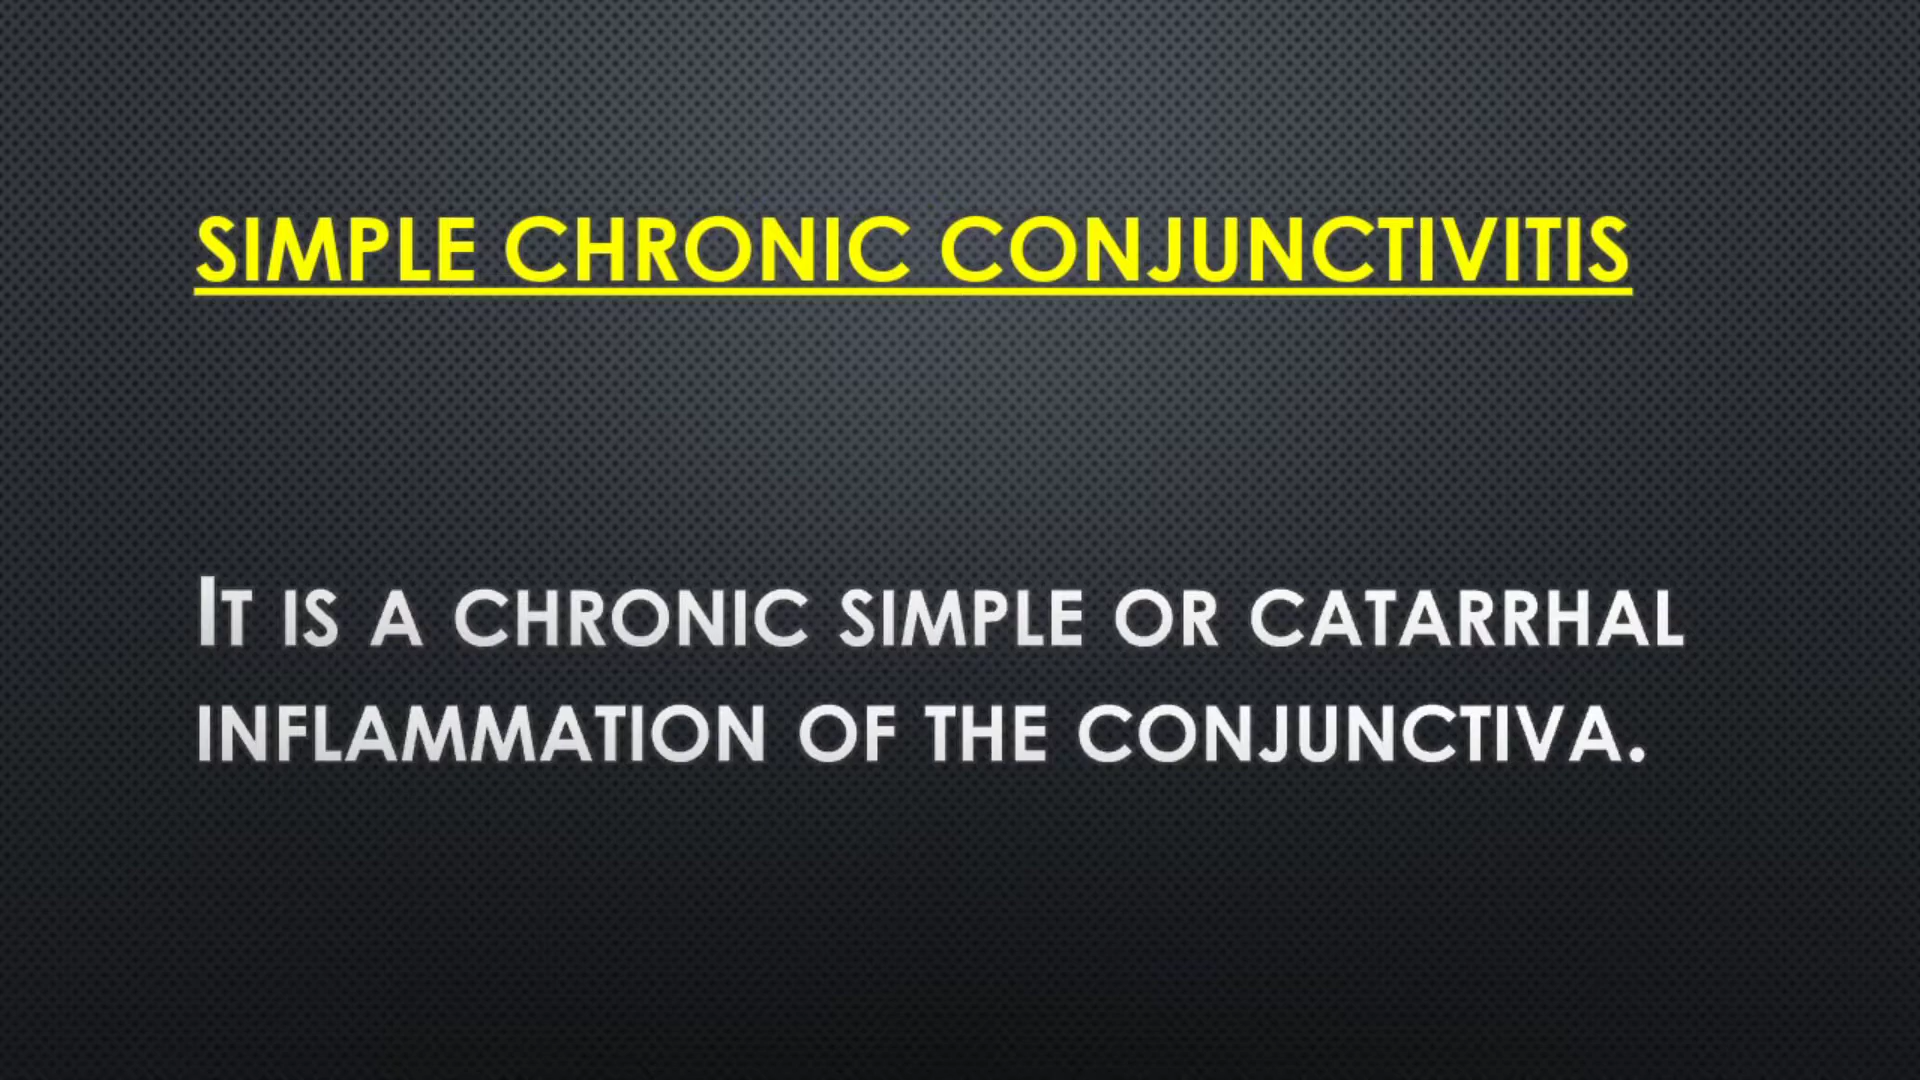 SIMPLE CHRONIC CONJUNCTIVITIS
IT IS A CHRONIC SIMPLE OR CATARRHAL
INFLAMMATION OF THE CONJUNCTIVA.